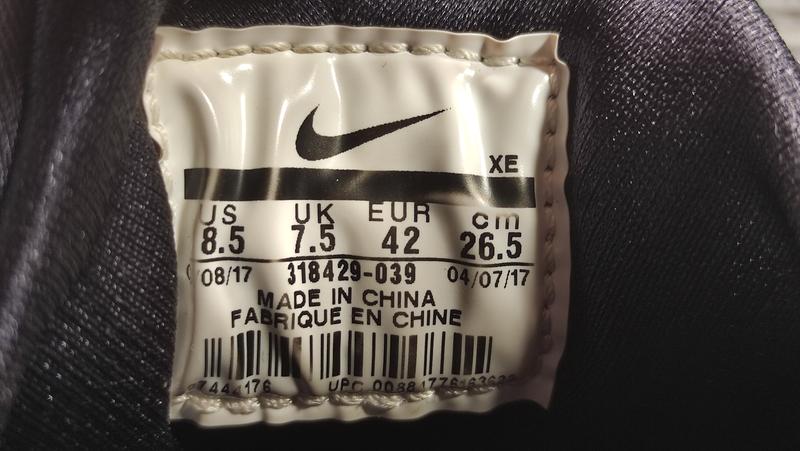 XE
US UK EUR cm
8.5 7.5 42 26.5
08/17 318429-039 04/07/17
MADE IN CHINA
FABRIQUE EN CHINE
UPC